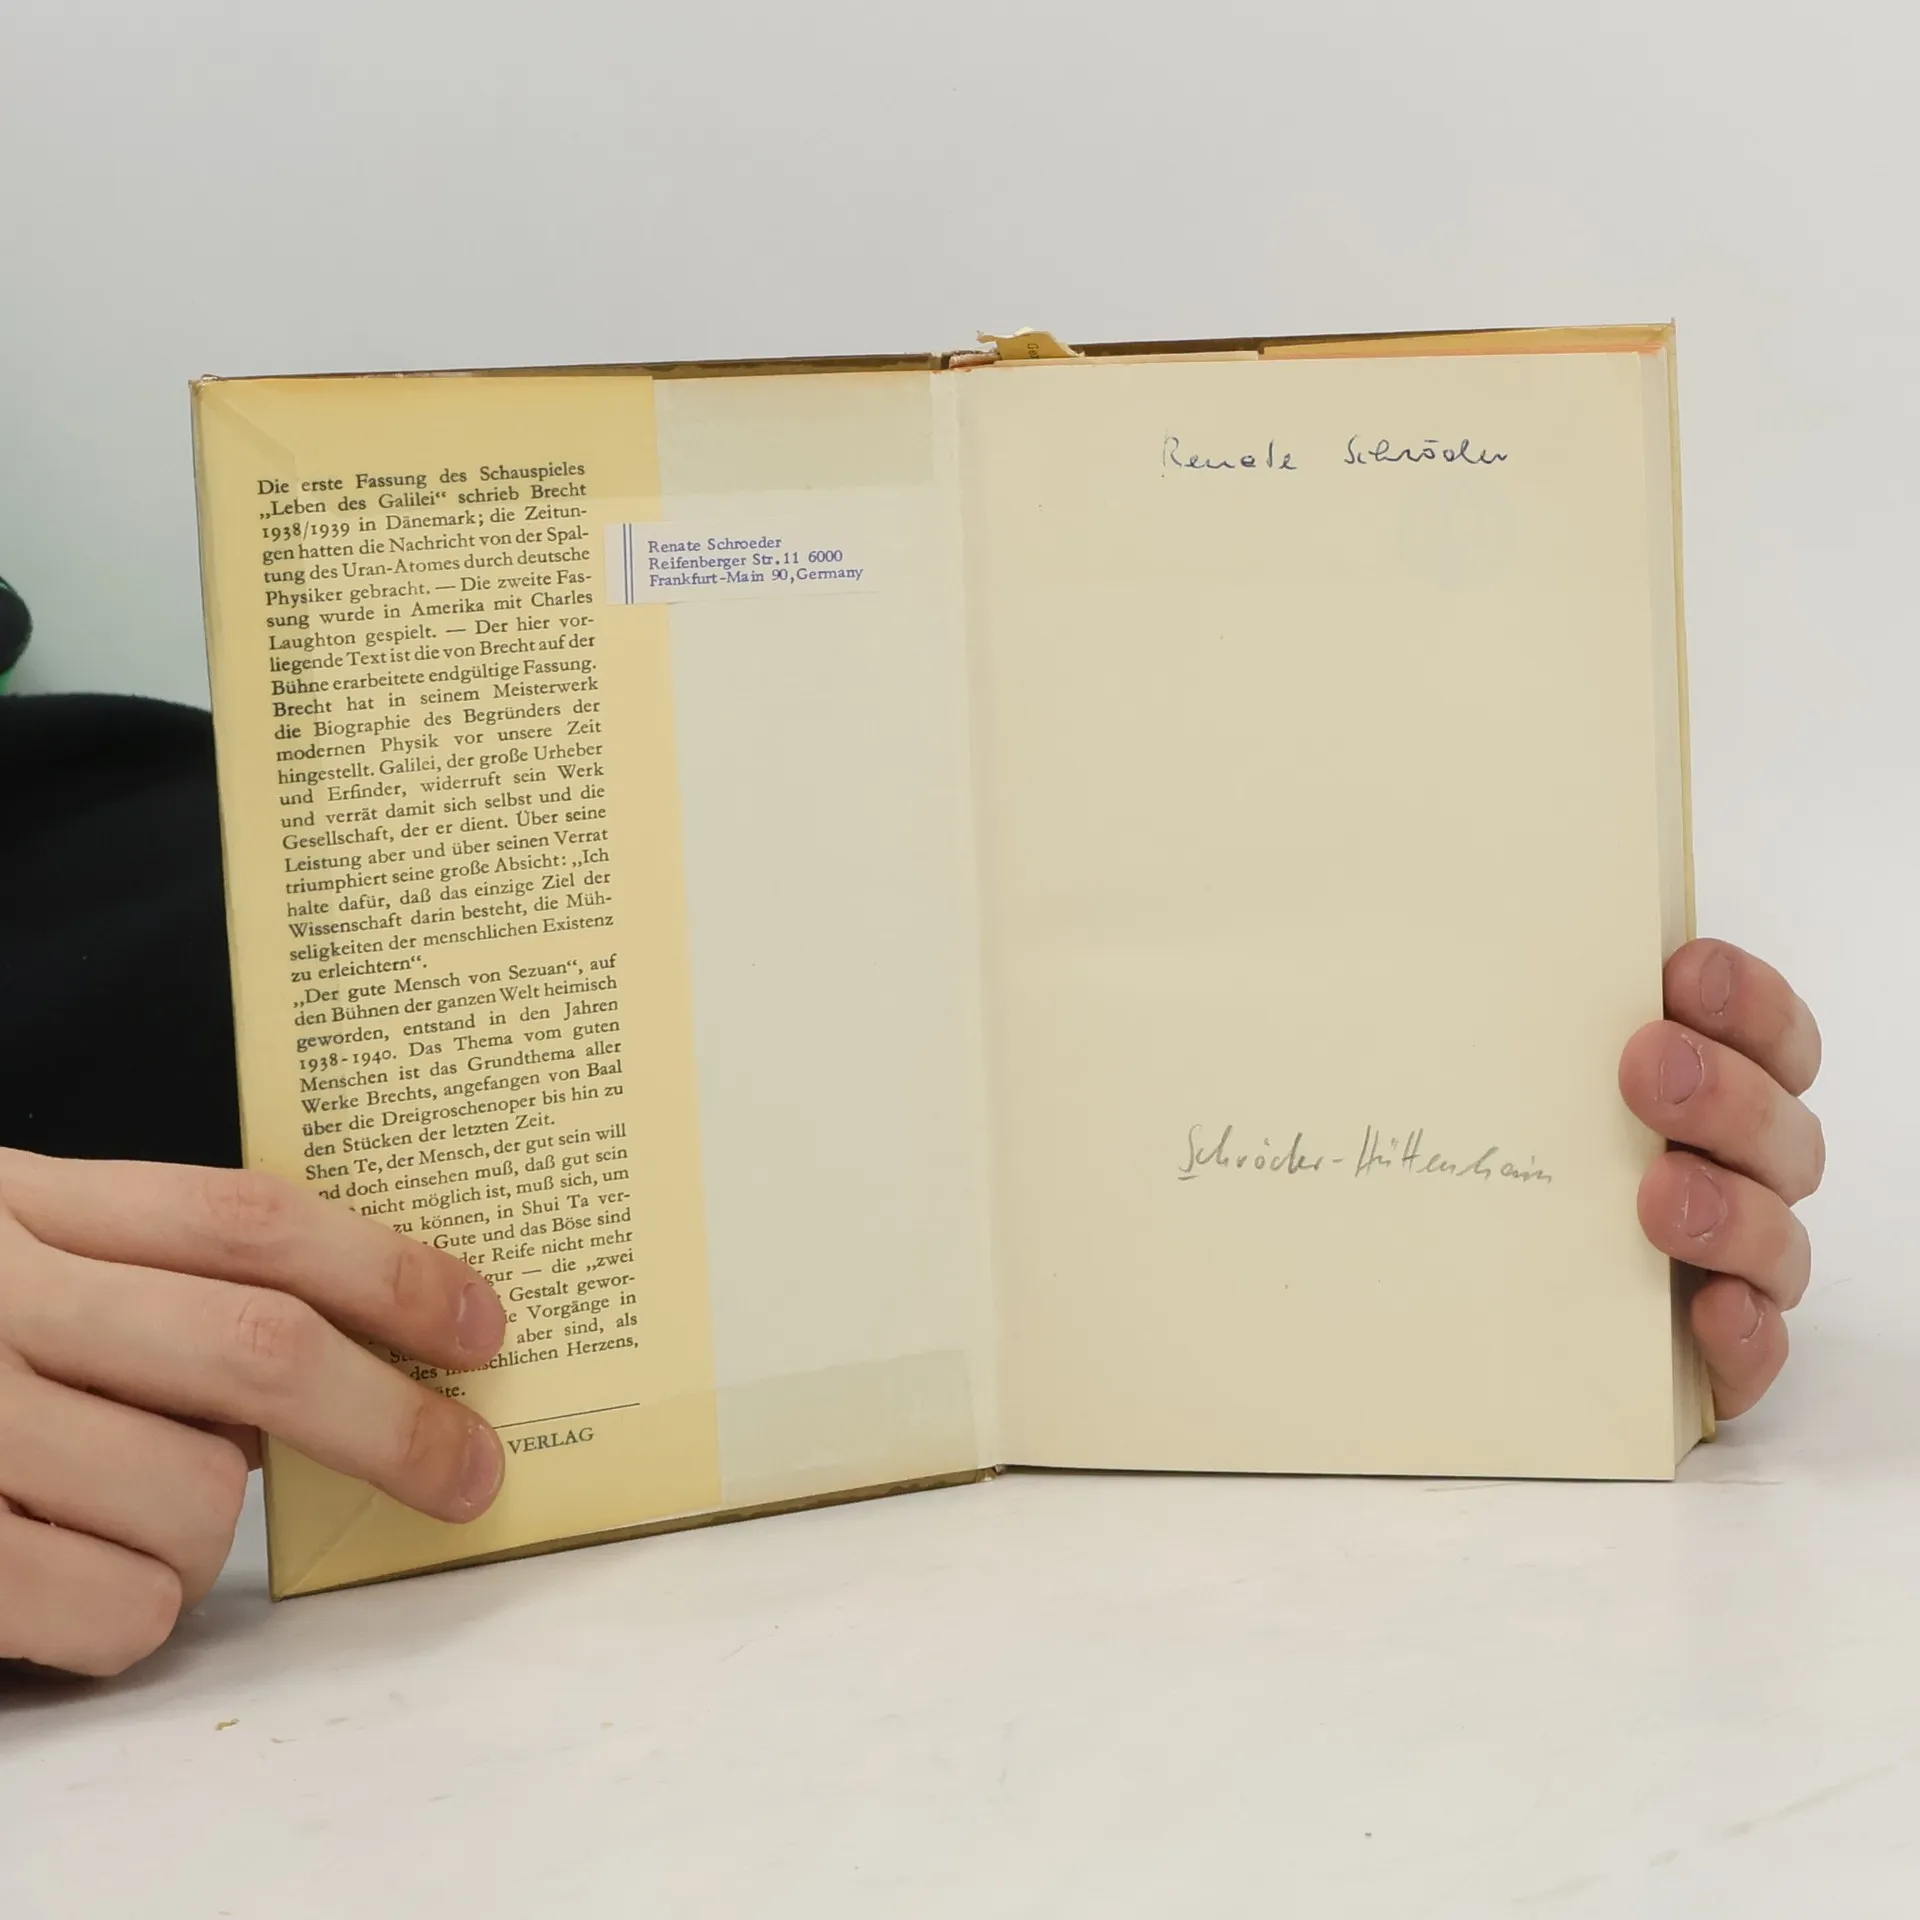 Die erste Fassung des Schauspieles
„Leben des Galilei“ schrieb Brecht
1938/1939 in Dänemark; die Zeitun-
gen hatten die Nachricht von der Spal-
tung des Uran-Atomes durch deutsche
Physiker gebracht. — Die zweite Fas-
sung wurde in Amerika mit Charles
Laughton gespielt. — Der hier vor-
liegende Text ist die von Brecht auf der
Bühne erarbeitete endgültige Fassung.
Brecht hat in seinem Meisterwerk
die Biographie des Begründers der
modernen Physik vor unsere Zeit
hingestellt. Galilei, der große Urheber
und Erfinder, widerruft sein Werk
und verrät damit sich selbst und die
Gesellschaft, der er dient. Über seine
Leistung aber und über seinen Verrat
triumphiert seine große Absicht: „Ich
halte dafür, daß das einzige Ziel der
Wissenschaft darin besteht, die Müh-
seligkeiten der menschlichen Existenz
zu erleichtern“.
„Der gute Mensch von Sezuan“, auf
den Bühnen der ganzen Welt heimisch
geworden, entstand in den Jahren
1938-1940. Das Thema vom guten
Menschen ist das Grundthema aller
Werke Brechts, angefangen von Baal
über die Dreigroschenoper bis hin zu
den Stücken der letzten Zeit.
Shen Te, der Mensch, der gut sein will
nd doch einsehen muß, daß gut sein
nicht möglich ist, muß sich, um
zu können, in Shui Ta ver-
Gute und das Böse sind
der Reife nicht mehr
gur — die „zwei
Gestalt gewor-
ie Vorgänge in
aber sind, als
des menschlichen Herzens,
te.
VERLAG
Renate Schroeder
Reifenberger Str.11 6000
Frankfurt-Main 90,Germany
Ge
Renate Schröder
Schröder-Hüttenhain